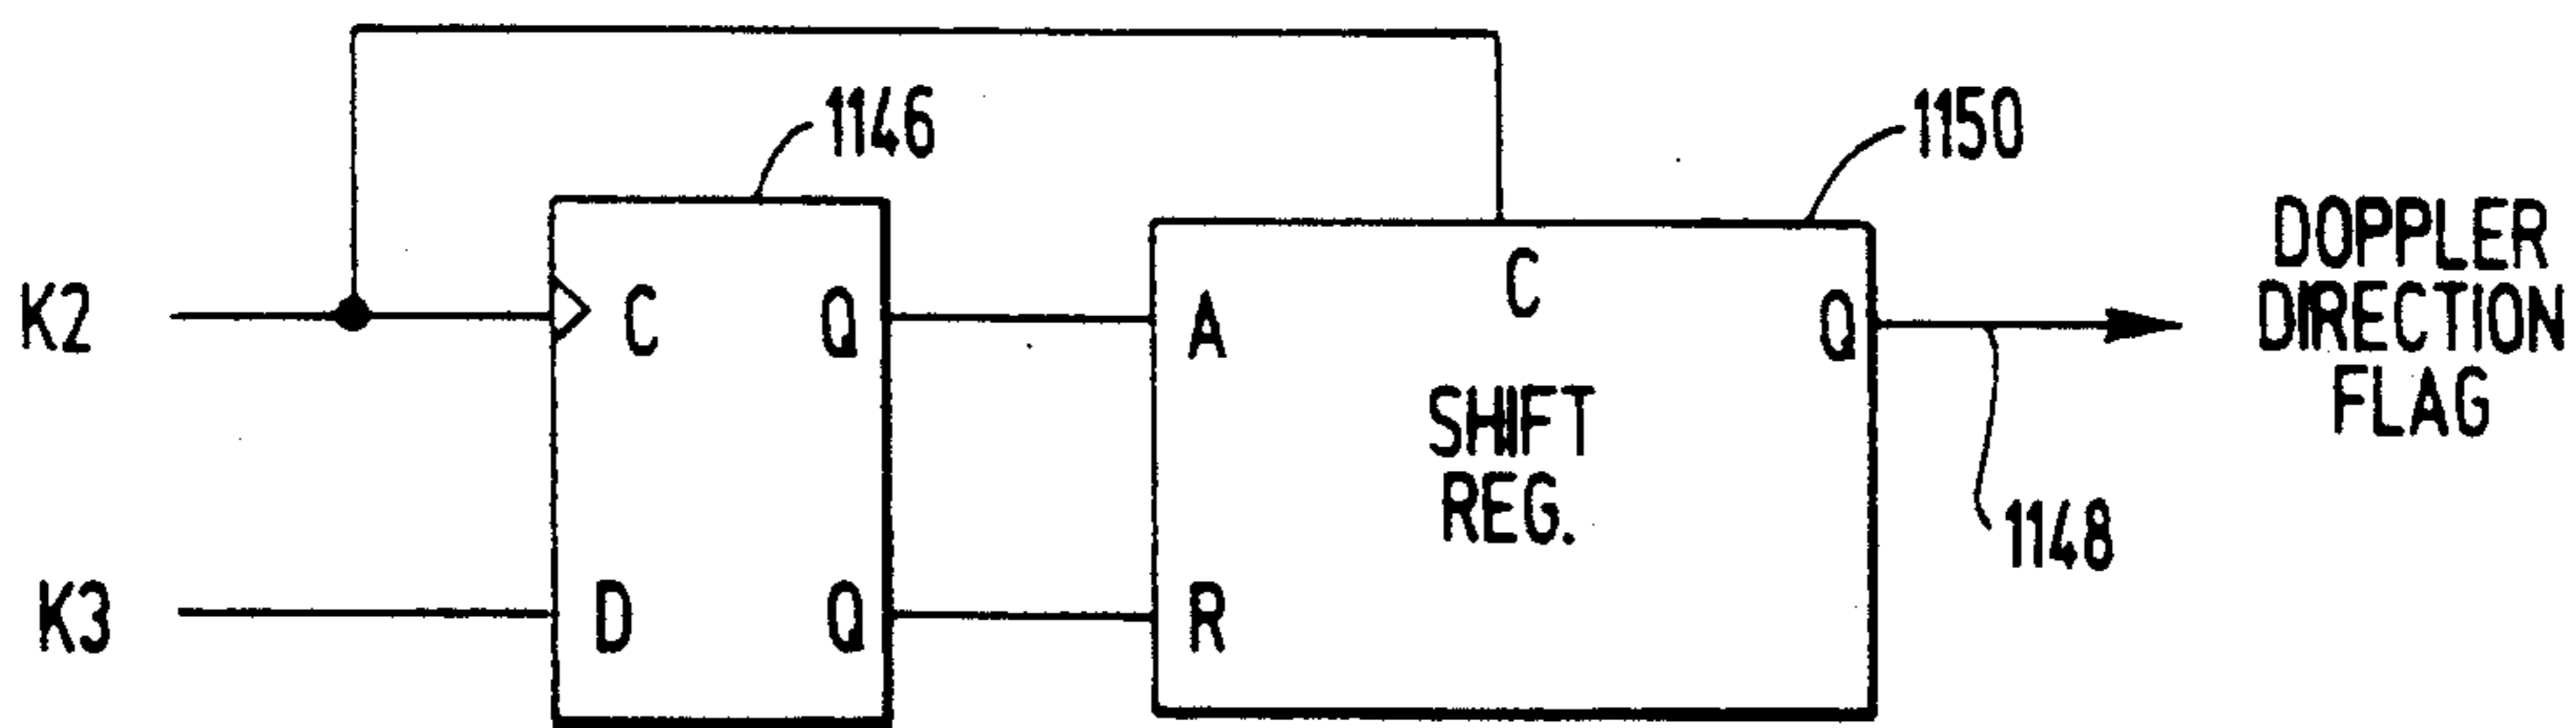 1146
1150
K2
C
Q
A
C
Q
DOPPLER
DIRECTION
FLAG
SHIFT
REG.
1148
K3
D
Q
R